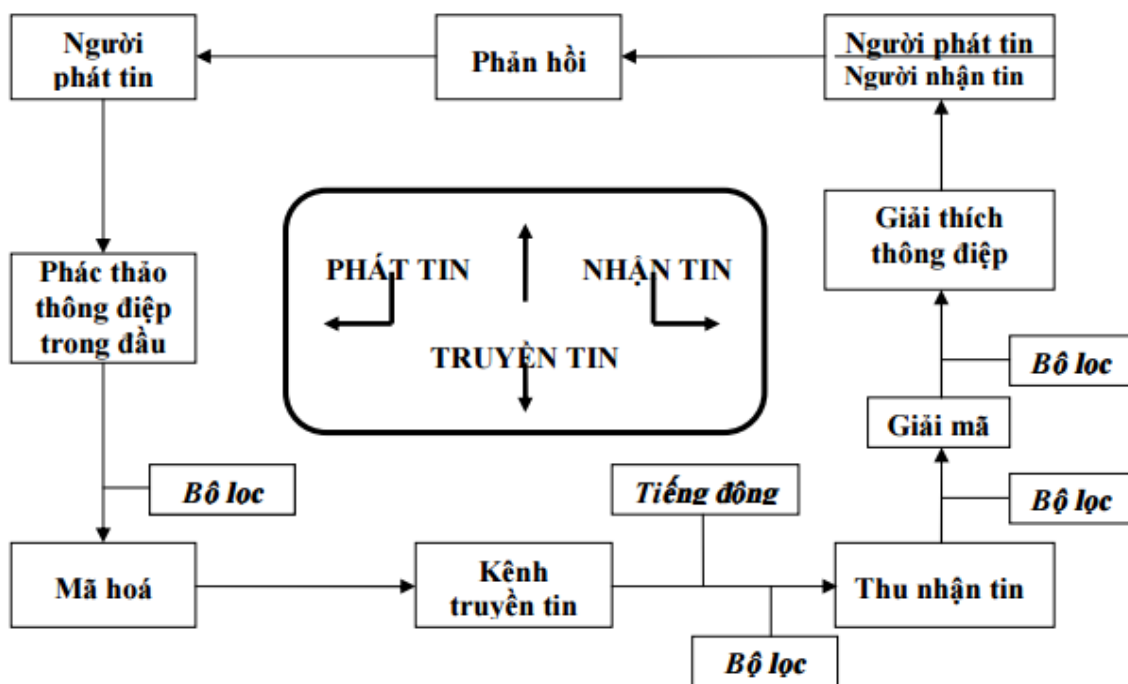 Người
phát tin
Phản hồi
Người phát tin
Người nhận tin
Giải thích
thông điệp
PHÁT TIN
NHẬN TIN
TRUYỀN TIN
Phác thảo
thông điệp
trong đầu
Bộ lọc
Giải mã
Bộ lọc
Tiếng động
Bộ lọc
Mã hoá
Kênh
truyền tin
Thu nhận tin
Bộ lọc